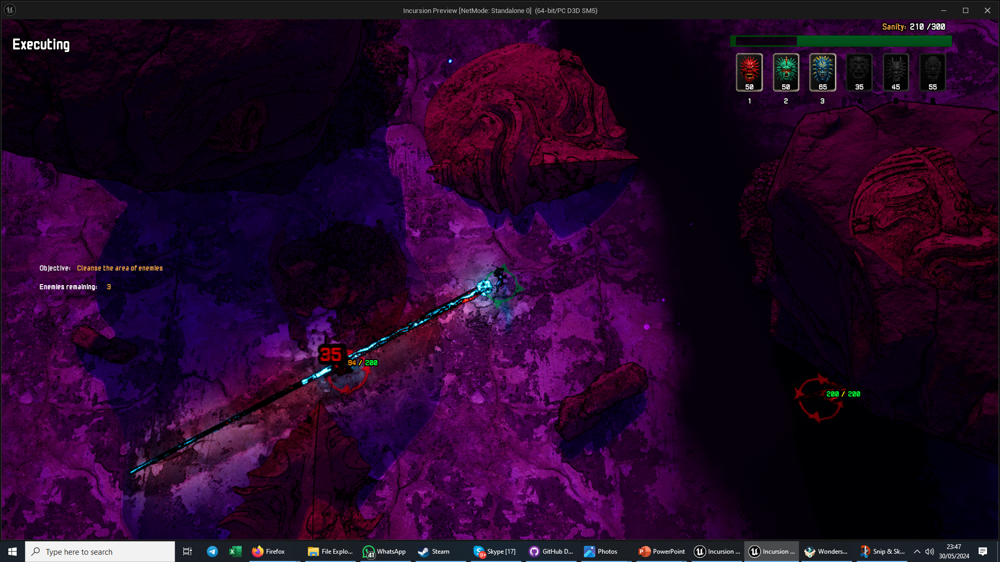 Incursion Preview [NetMode: Standalone 0] (64-bit/PC D3D SM5)
Sanity: 210 /300
Executing
50 50 65 35 45 55
1 2 3
Objective: Cleanse the area of enemies
Enemies remaining: 3
35
94 / 200
200 / 200
Type here to search
Firefox
File Explo...
41
WhatsApp
Steam
9+
Skype [17]
GitHub D...
Photos
PowerPoint
Incursion ...
Incursion ...
Wonders...
Snip & Sk...
23:47
30/05/2024